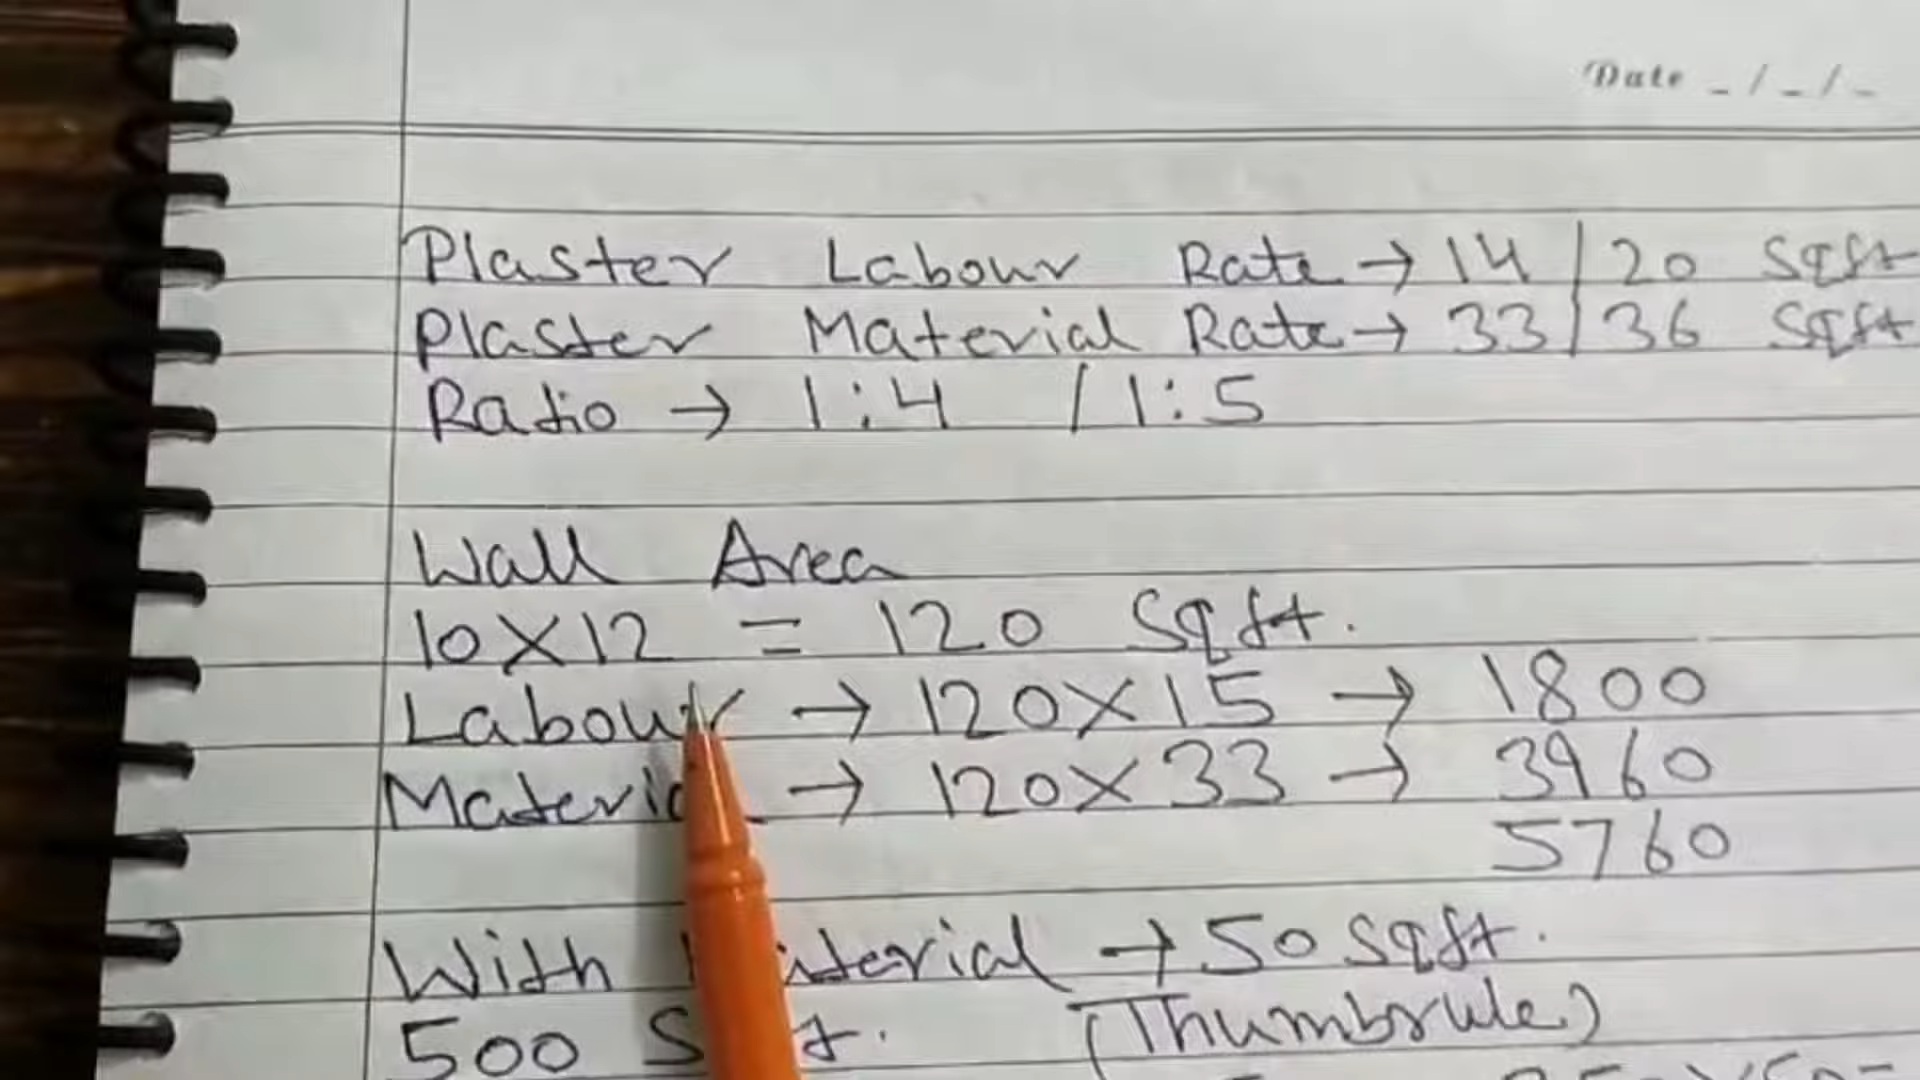 Date _/_/_
Plaster Labour Rate → 14 / 20 Sqft
Plaster Material Rate → 33 / 36 Sqft
Ratio → 1:4 / 1:5
Wall Area
10 X 12 = 120 Sqft.
Labour → 120 X 15 → 1800
Material → 120 X 33 → 3960
5760
With Material → 50 Sqft.
500 Sqft. (Thumbrule)